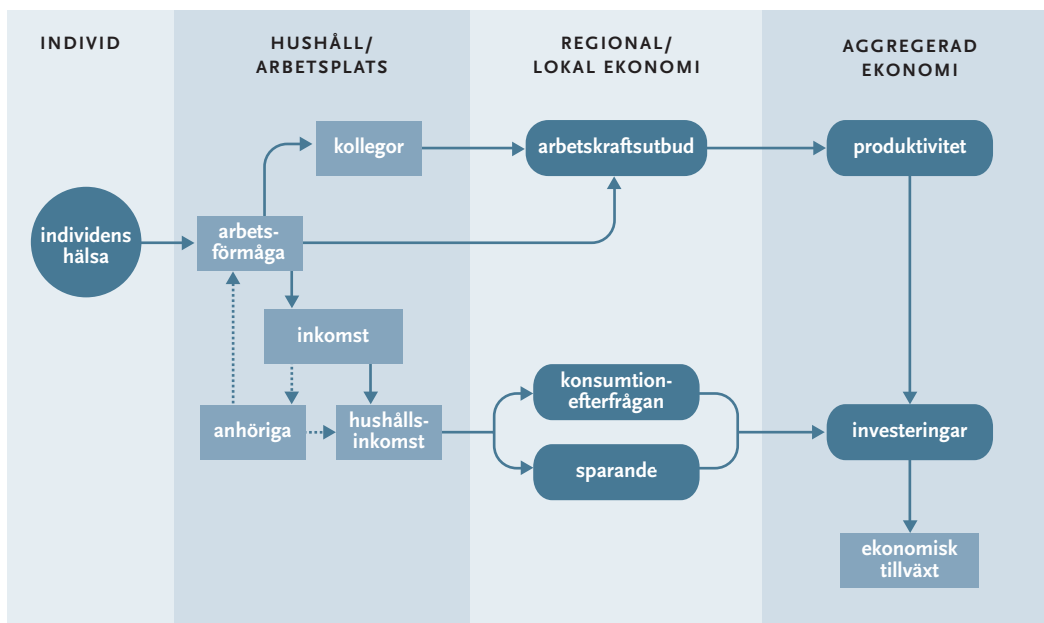 INDIVID
HUSHÅLL/
ARBETSPLATS
REGIONAL/
LOKAL EKONOMI
AGGREGERAD
EKONOMI
kollegor
arbetskraftsutbud
produktivitet
individens
hälsa
arbets-
förmåga
inkomst
konsumtion-
efterfrågan
anhöriga
hushålls-
inkomst
investeringar
sparande
ekonomisk
tillväxt